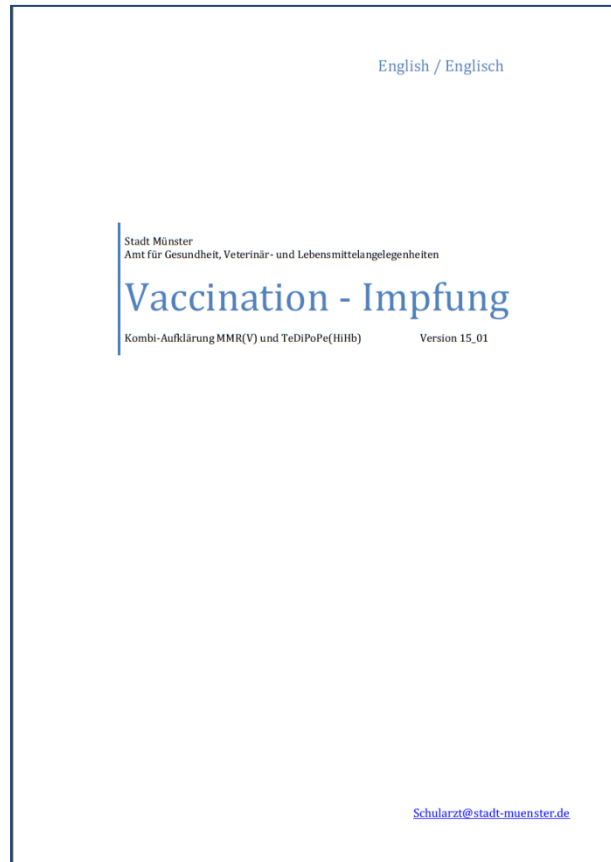 English / Englisch
Stadt Münster
Amt für Gesundheit, Veterinär- und Lebensmittelangelegenheiten
Vaccination - Impfung
Kombi-Aufklärung MMR(V) und TeDiPoPe(HiHb) Version 15_01
Schularzt@stadt-muenster.de